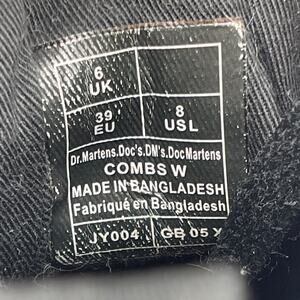 6
UK
39
EU
8
USL
Dr.Martens.Doc's.DM's.DocMartens
COMBS W
MADE IN BANGLADESH
Fabriqué en Bangladesh
JY004
GB 05 X